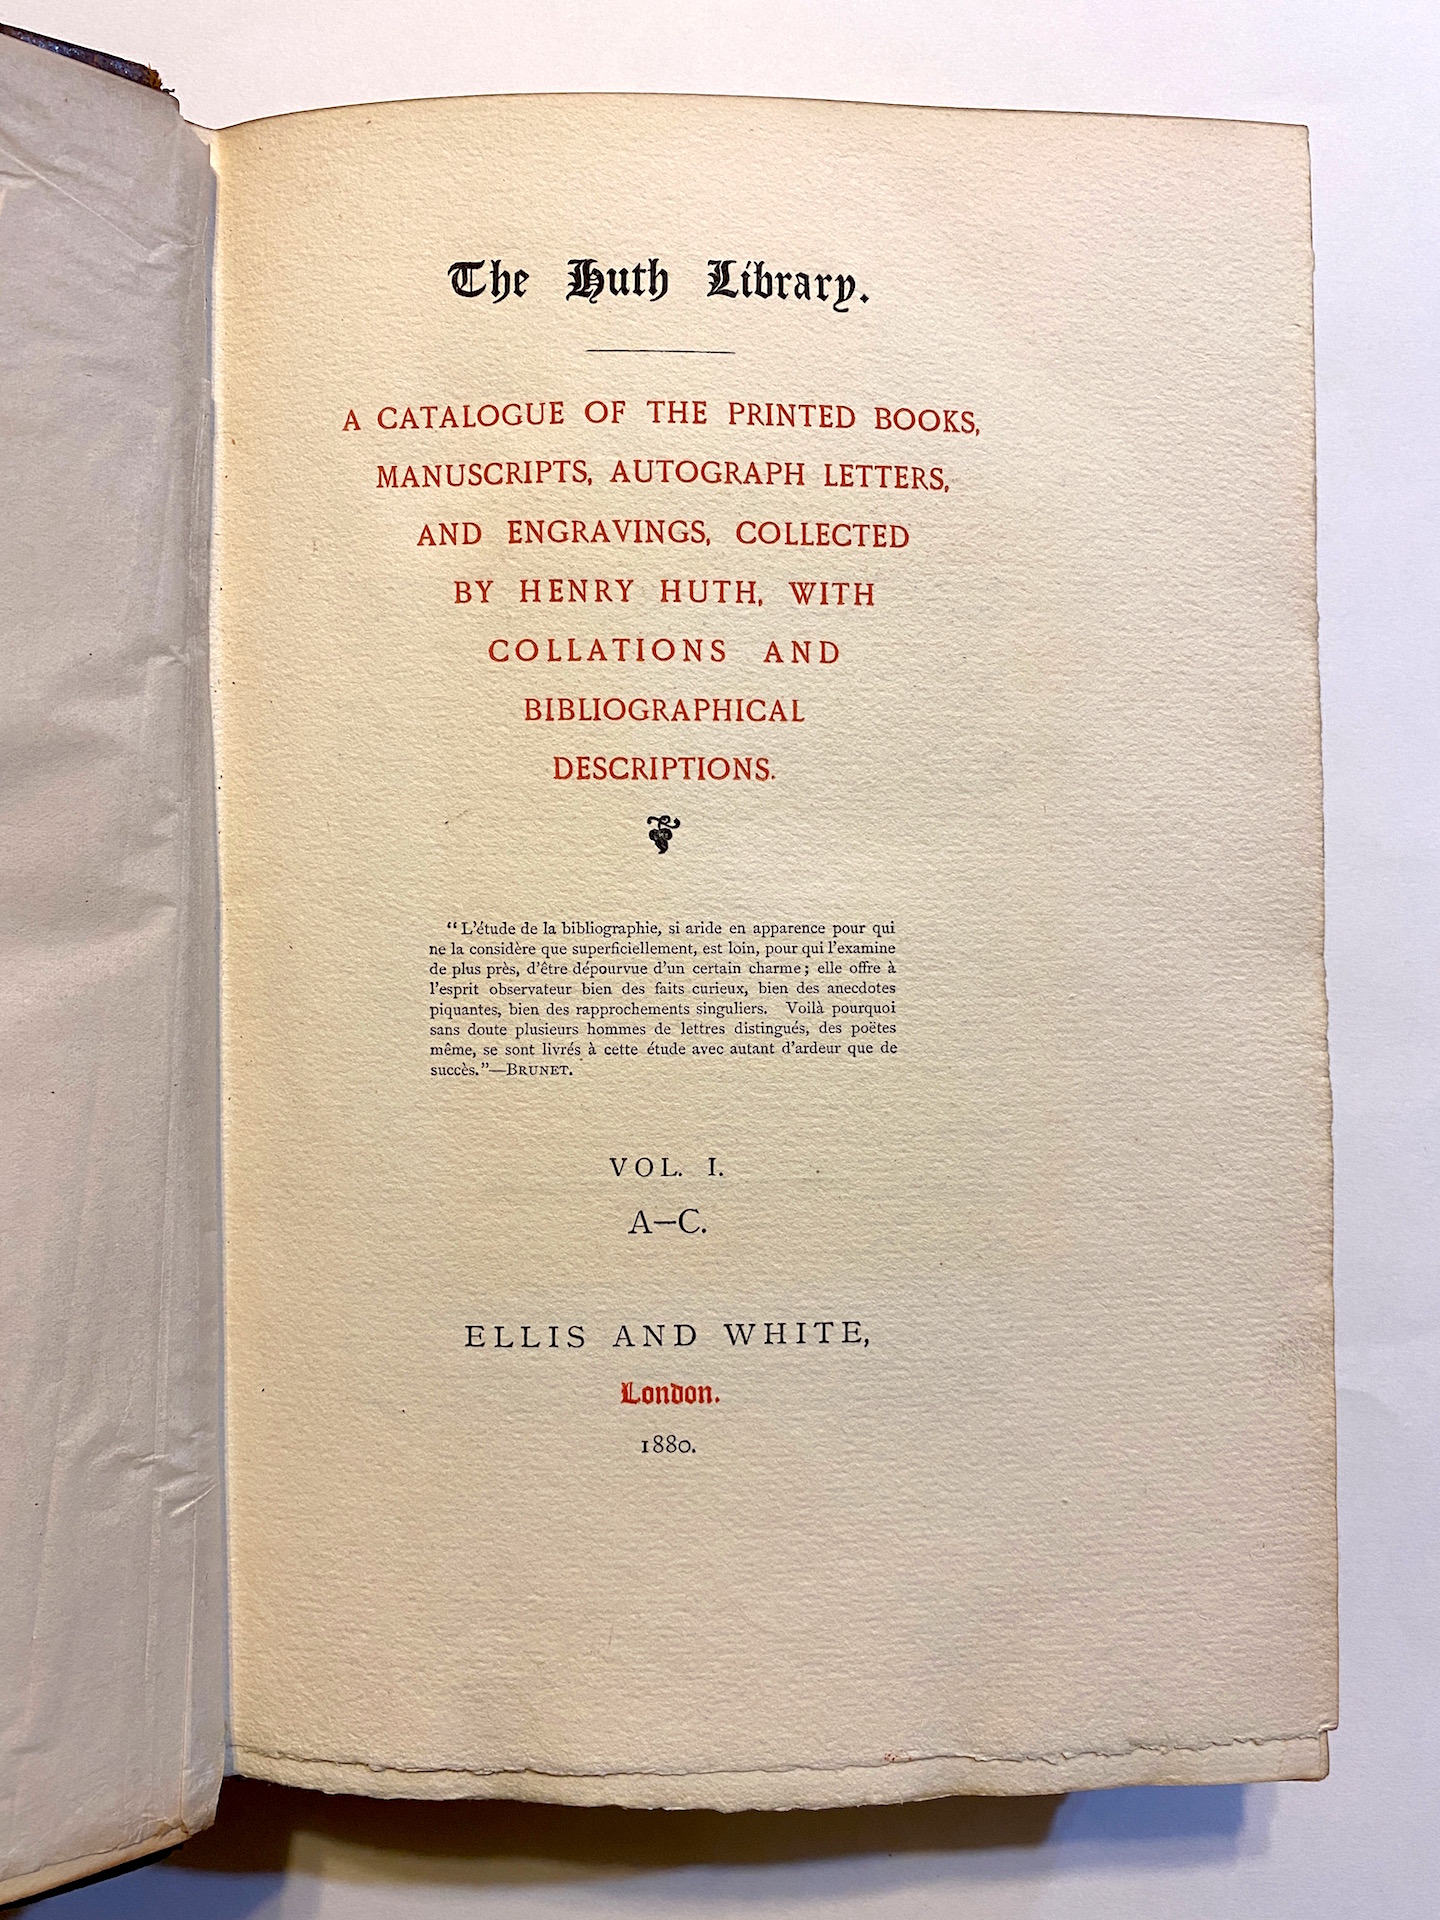 The Huth Library.
A CATALOGUE OF THE PRINTED BOOKS,
MANUSCRIPTS, AUTOGRAPH LETTERS,
AND ENGRAVINGS, COLLECTED
BY HENRY HUTH, WITH
COLLATIONS AND
BIBLIOGRAPHICAL
DESCRIPTIONS.
“L’étude de la bibliographie, si aride en apparence pour qui
ne la considère que superficiellement, est loin, pour qui l’examine
de plus près, d’être dépourvue d’un certain charme; elle offre à
l’esprit observateur bien des faits curieux, bien des anecdotes
piquantes, bien des rapprochements singuliers. Voilà pourquoi
sans doute plusieurs hommes de lettres distingués, des poëtes
même, se sont livrés à cette étude avec autant d’ardeur que de
succès.”—BRUNET.
VOL. I.
A—C.
ELLIS AND WHITE,
London.
1880.